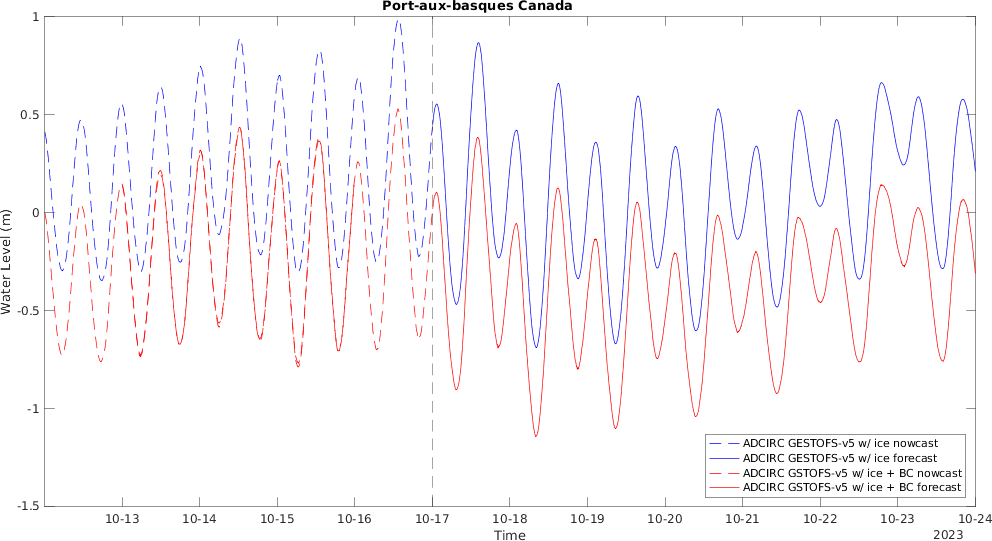 Port-aux-basques Canada
Water Level (m)
1
0.5
0
-0.5
-1
-1.5
10-13 10-14 10-15 10-16 10-17 10-18 10-19 10-20 10-21 10-22 10-23 10-24
Time
2023
ADCIRC GESTOFS-v5 w/ ice nowcast
ADCIRC GESTOFS-v5 w/ ice forecast
ADCIRC GSTOFS-v5 w/ ice + BC nowcast
ADCIRC GSTOFS-v5 w/ ice + BC forecast